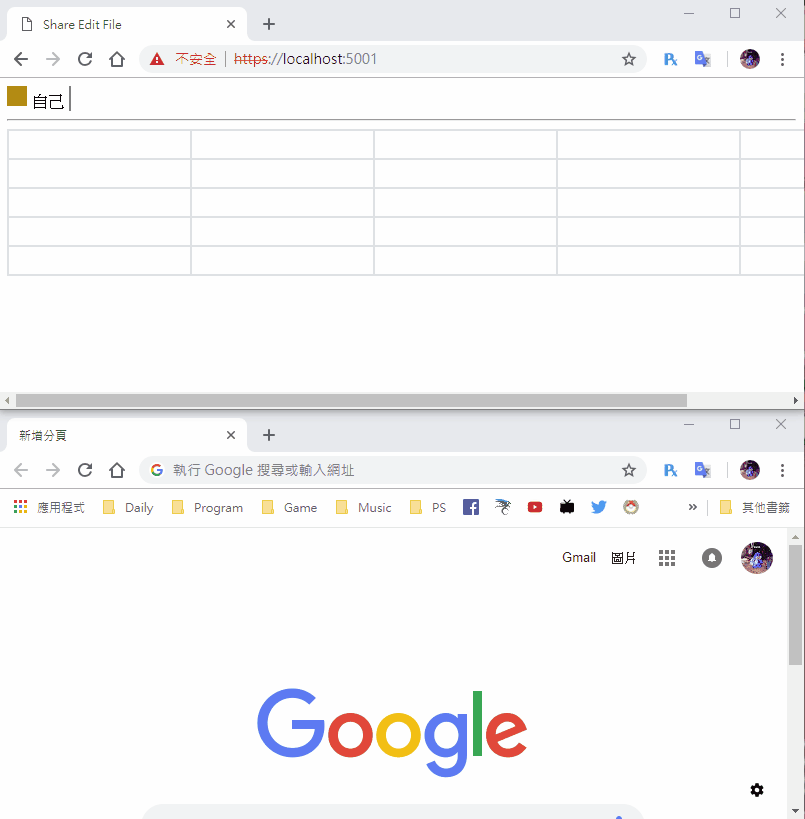 Share Edit File
不安全 | https://localhost:5001
自己
新增分頁
執行 Google 搜尋或輸入網址
應用程式 Daily Program Game Music PS » 其他書籤
Gmail 圖片
Google